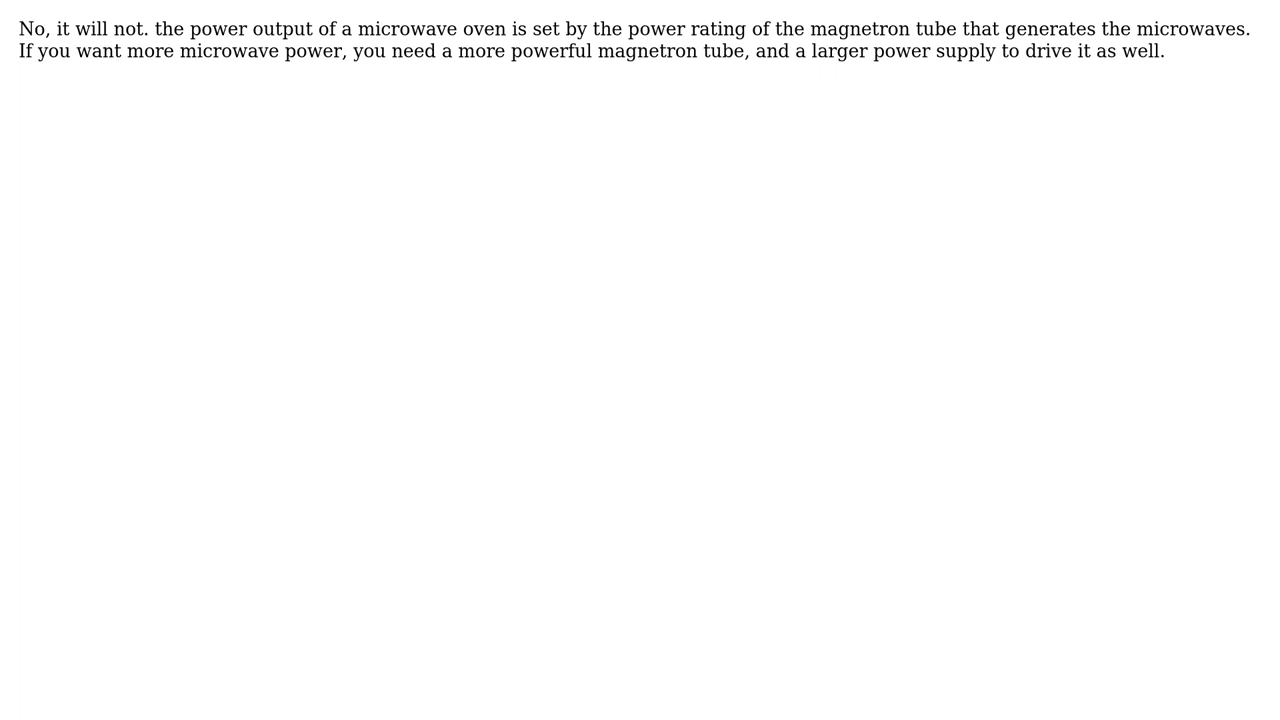 No, it will not. the power output of a microwave oven is set by the power rating of the magnetron tube that generates the microwaves.
If you want more microwave power, you need a more powerful magnetron tube, and a larger power supply to drive it as well.